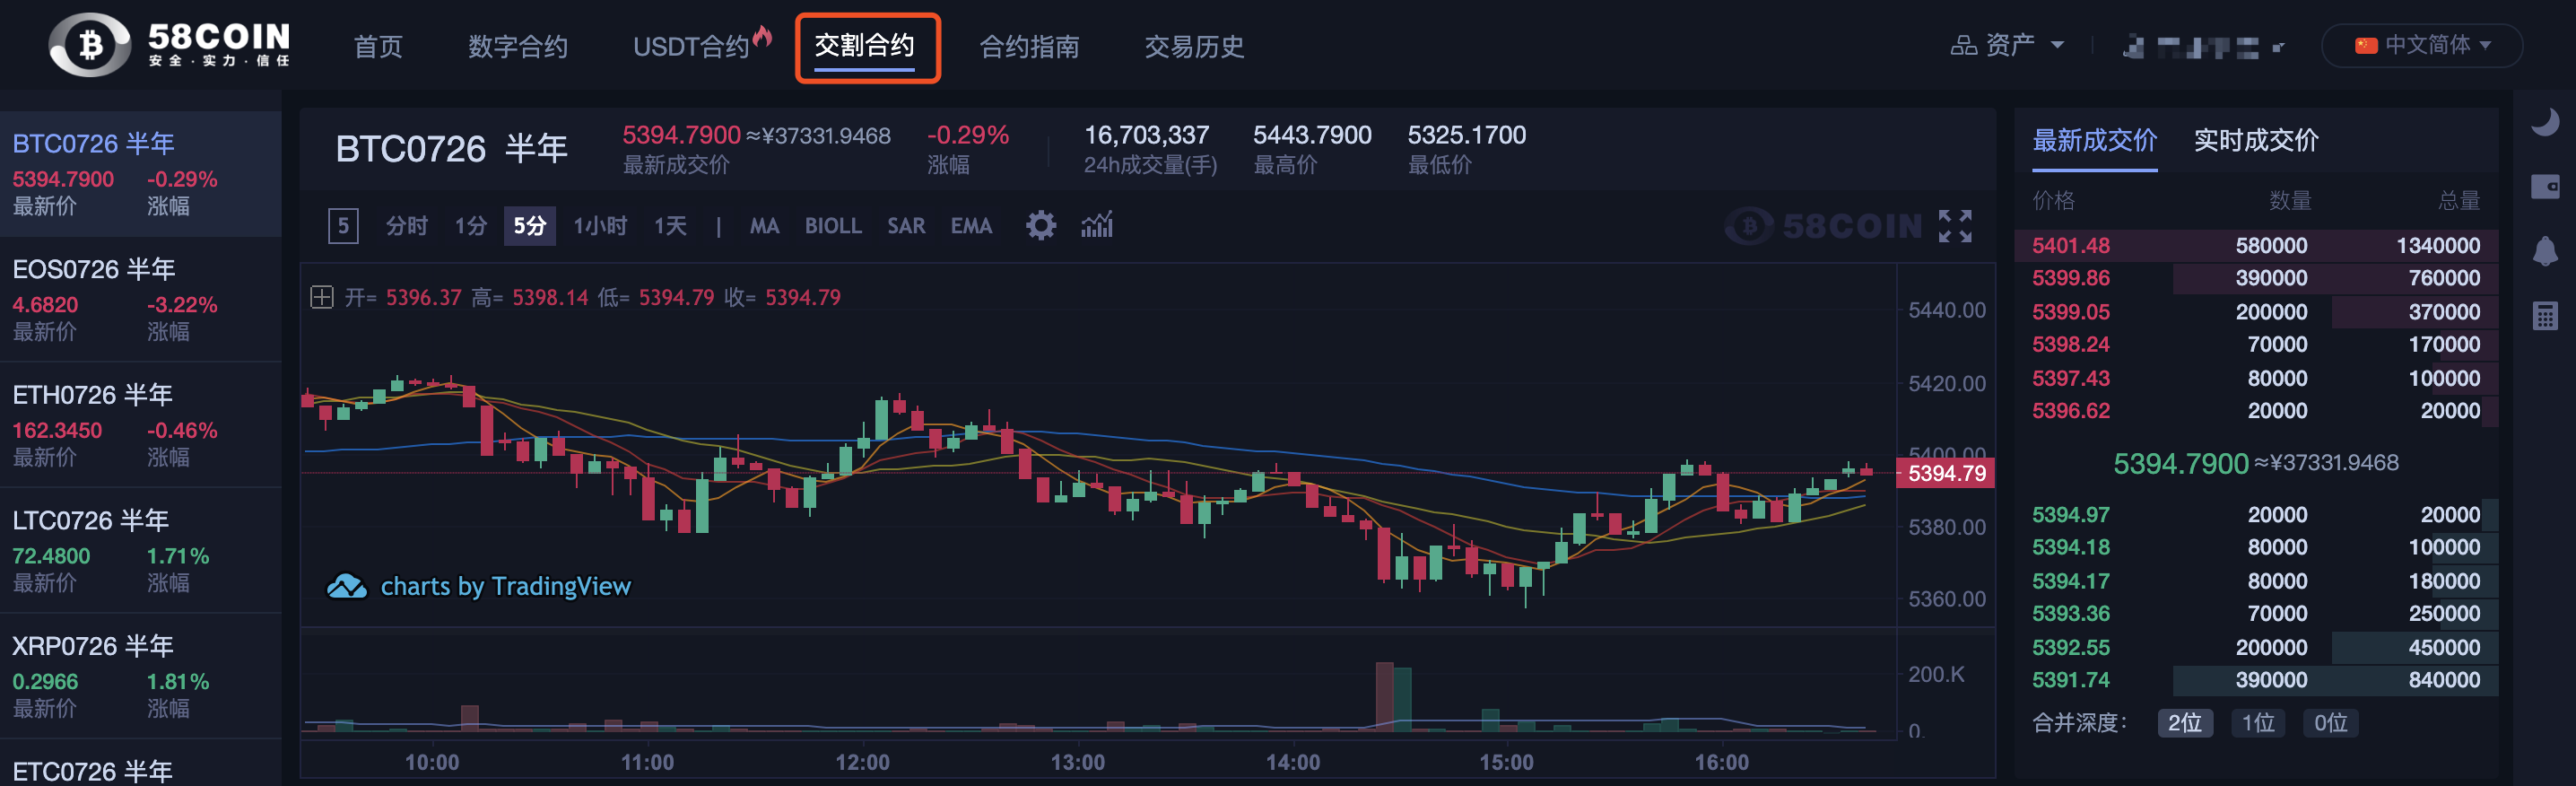 58COIN
安全·实力·信任
首页 数字合约 USDT合约 交割合约 合约指南 交易历史
资产 中文简体
BTC0726 半年
5394.7900 -0.29%
最新价 涨幅
EOS0726 半年
4.6820 -3.22%
最新价 涨幅
ETH0726 半年
162.3450 -0.46%
最新价 涨幅
LTC0726 半年
72.4800 1.71%
最新价 涨幅
XRP0726 半年
0.2966 1.81%
最新价 涨幅
ETC0726 半年
BTC0726 半年
5394.7900≈¥37331.9468 -0.29% 16,703,337 5443.7900 5325.1700
最新成交价 涨幅 24h成交量(手) 最高价 最低价
5 分时 1分 5分 1小时 1天 | MA BIOLL SAR EMA
58COIN
开= 5396.37 高= 5398.14 低= 5394.79 收= 5394.79
5440.00
5420.00
5400.00
5394.79
5380.00
5360.00
charts by TradingView
200.K
0.
10:00 11:00 12:00 13:00 14:00 15:00 16:00
最新成交价 实时成交价
价格 数量 总量
5401.48 580000 1340000
5399.86 390000 760000
5399.05 200000 370000
5398.24 70000 170000
5397.43 80000 100000
5396.62 20000 20000
5394.7900≈¥37331.9468
5394.97 20000 20000
5394.18 80000 100000
5394.17 80000 180000
5393.36 70000 250000
5392.55 200000 450000
5391.74 390000 840000
合并深度: 2位 1位 0位